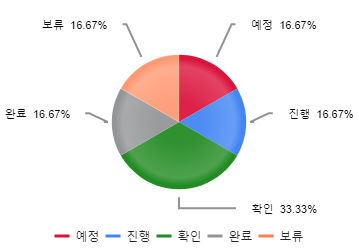 보류 16.67%
예정 16.67%
완료 16.67%
진행 16.67%
확인 33.33%
예정 진행 확인 완료 보류